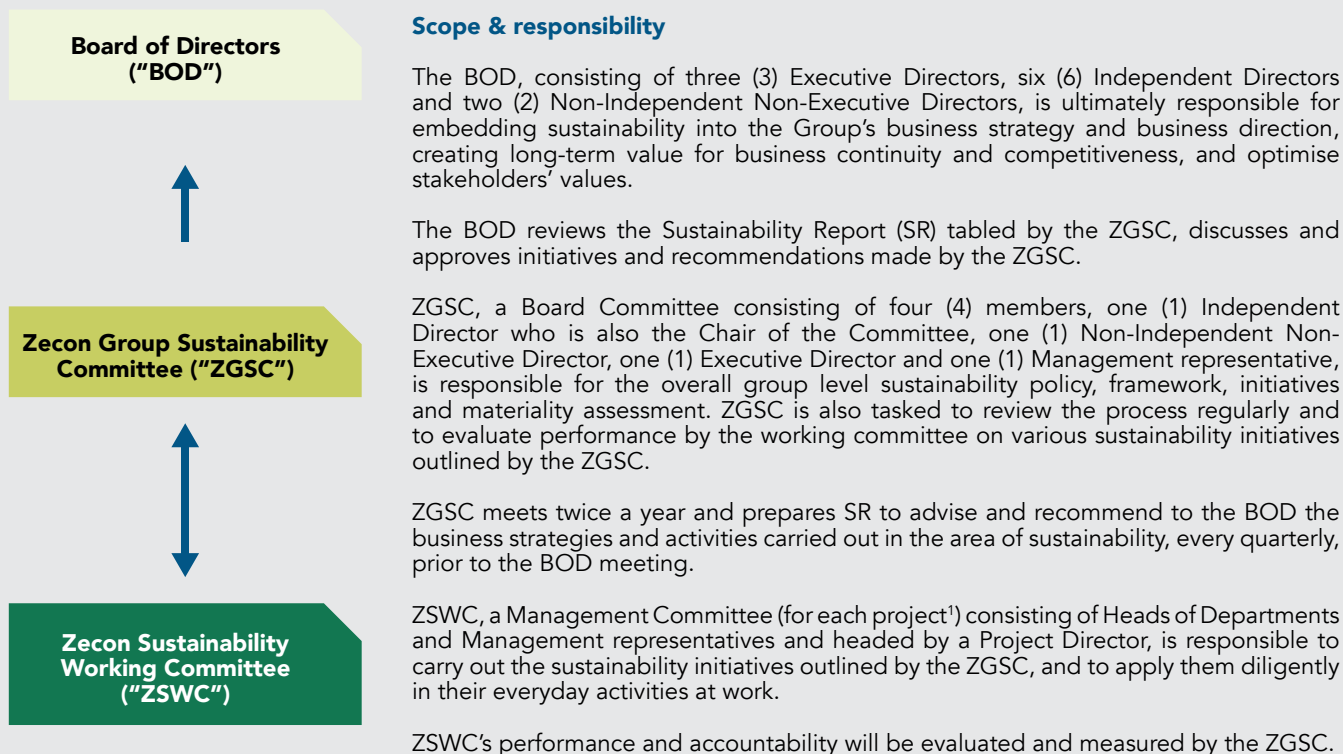 Board of Directors
("BOD")
Scope & responsibility
The BOD, consisting of three (3) Executive Directors, six (6) Independent Directors
and two (2) Non-Independent Non-Executive Directors, is ultimately responsible for
embedding sustainability into the Group's business strategy and business direction,
creating long-term value for business continuity and competitiveness, and optimise
stakeholders' values.
The BOD reviews the Sustainability Report (SR) tabled by the ZGSC, discusses and
approves initiatives and recommendations made by the ZGSC.
Zecon Group Sustainability
Committee ("ZGSC")
ZGSC, a Board Committee consisting of four (4) members, one (1) Independent
Director who is also the Chair of the Committee, one (1) Non-Independent Non-
Executive Director, one (1) Executive Director and one (1) Management representative,
is responsible for the overall group level sustainability policy, framework, initiatives
and materiality assessment. ZGSC is also tasked to review the process regularly and
to evaluate performance by the working committee on various sustainability initiatives
outlined by the ZGSC.
ZGSC meets twice a year and prepares SR to advise and recommend to the BOD the
business strategies and activities carried out in the area of sustainability, every quarterly,
prior to the BOD meeting.
Zecon Sustainability
Working Committee
("ZSWC")
ZSWC, a Management Committee (for each project¹) consisting of Heads of Departments
and Management representatives and headed by a Project Director, is responsible to
carry out the sustainability initiatives outlined by the ZGSC, and to apply them diligently
in their everyday activities at work.
ZSWC's performance and accountability will be evaluated and measured by the ZGSC.